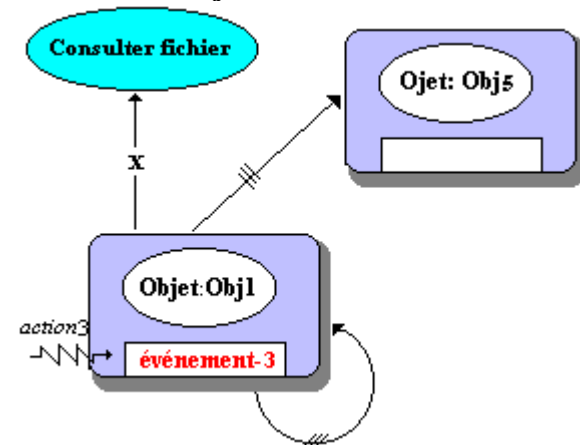 Consulter fichier
Ojet: Obj5
x
Objet:Obj1
action3
événement-3